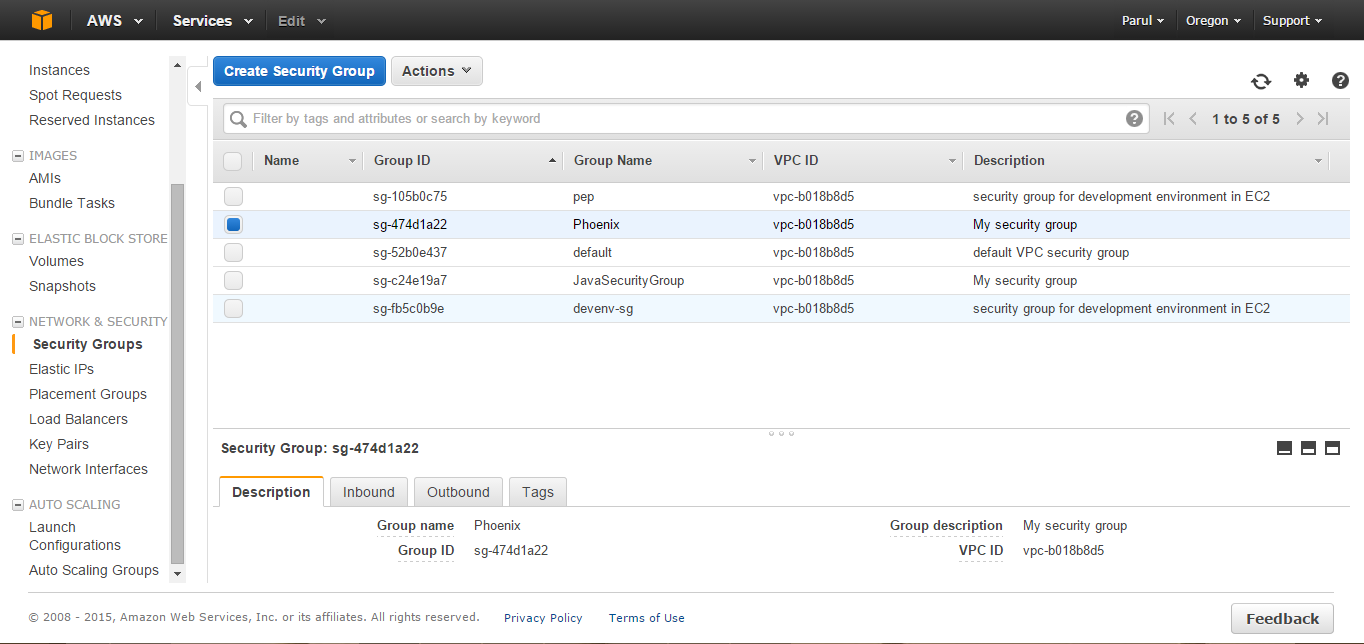 AWS Services Edit Parul Oregon Support
Instances
Spot Requests
Reserved Instances
IMAGES
AMIs
Bundle Tasks
ELASTIC BLOCK STORE
Volumes
Snapshots
NETWORK & SECURITY
Security Groups
Elastic IPs
Placement Groups
Load Balancers
Key Pairs
Network Interfaces
AUTO SCALING
Launch
Configurations
Auto Scaling Groups
Create Security Group Actions
Filter by tags and attributes or search by keyword 1 to 5 of 5
Name Group ID Group Name VPC ID Description
sg-105b0c75 pep vpc-b018b8d5 security group for development environment in EC2
sg-474d1a22 Phoenix vpc-b018b8d5 My security group
sg-52b0e437 default vpc-b018b8d5 default VPC security group
sg-c24e19a7 JavaSecurityGroup vpc-b018b8d5 My security group
sg-fb5c0b9e devenv-sg vpc-b018b8d5 security group for development environment in EC2
Security Group: sg-474d1a22
Description Inbound Outbound Tags
Group name Phoenix Group description My security group
Group ID sg-474d1a22 VPC ID vpc-b018b8d5
© 2008 - 2015, Amazon Web Services, Inc. or its affiliates. All rights reserved. Privacy Policy Terms of Use Feedback